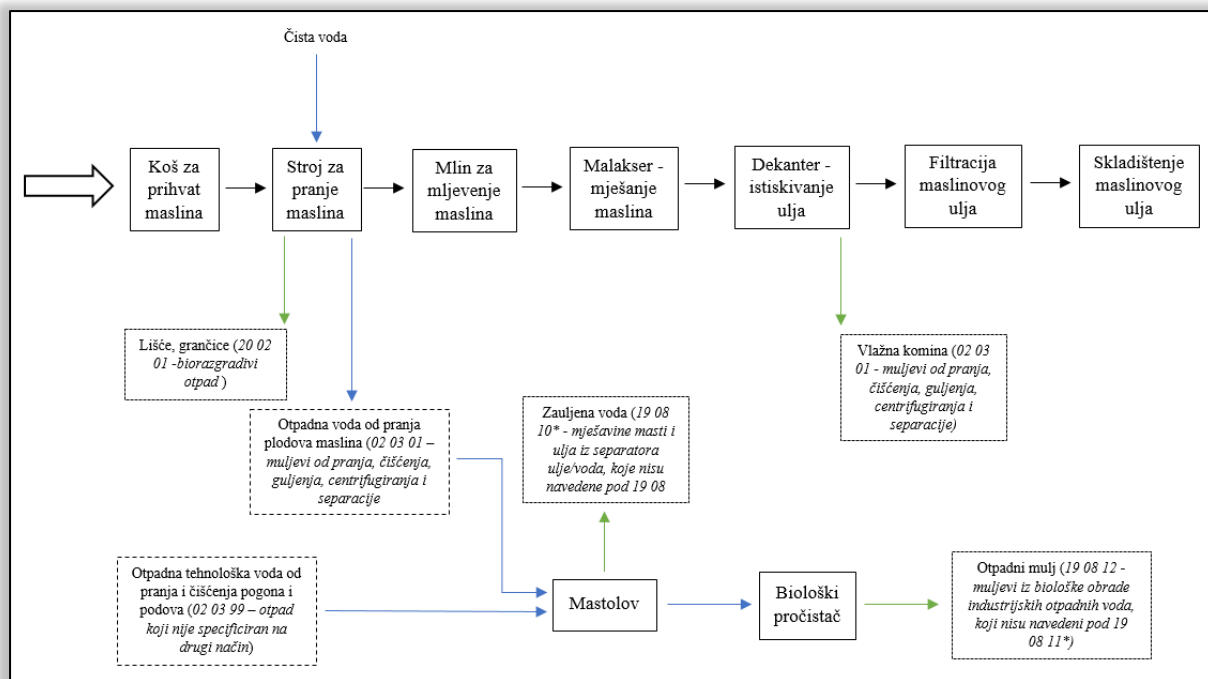 Čista voda
Koš za
prihvat
maslina
Stroj za
pranje
maslina
Mlin za
mljevenje
maslina
Malakser -
mješanje
maslina
Dekanter -
istiskivanje
ulja
Filtracija
maslinovog
ulja
Skladištenje
maslinovog
ulja
Lišće, grančice (20 02
01 -biorazgradivi
otpad )
Vlažna komina (02 03
01 - muljevi od pranja,
čišćenja, guljenja,
centrifugiranja i
separacije)
Otpadna voda od pranja
plodova maslina (02 03 01 –
muljevi od pranja, čišćenja,
guljenja, centrifugiranja i
separacije
Zauljena voda (19 08
10* - mješavine masti i
ulja iz separatora
ulje/voda, koje nisu
navedene pod 19 08
Otpadna tehnološka voda od
pranja i čišćenja pogona i
podova (02 03 99 – otpad
koji nije specificiran na
drugi način)
Mastolov
Biološki
pročistač
Otpadni mulj (19 08 12 -
muljevi iz biološke obrade
industrijskih otpadnih voda,
koji nisu navedeni pod 19
08 11*)